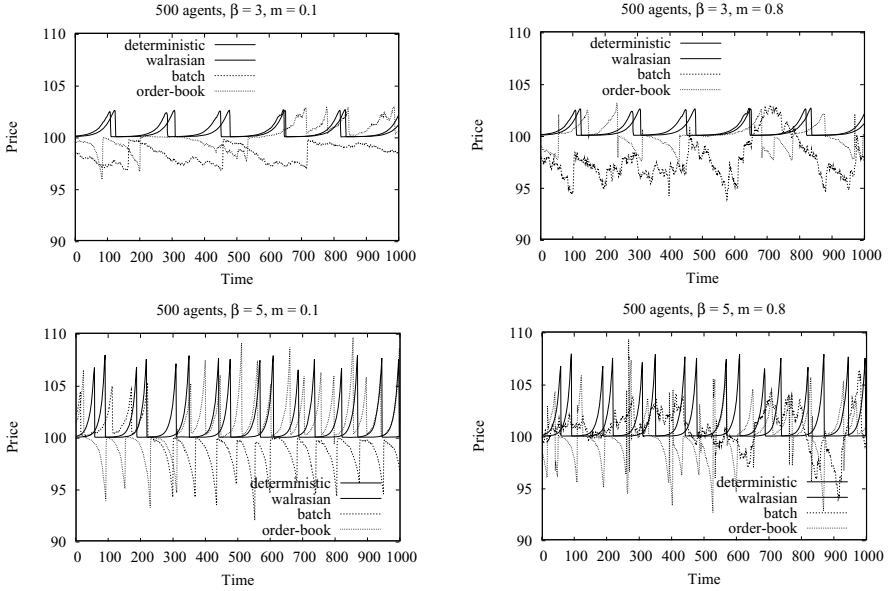 500 agents, β = 3, m = 0.1
110
105
100
95
90
Price
deterministic
walrasian
batch
order-book
0 100 200 300 400 500 600 700 800 900 1000
Time
500 agents, β = 3, m = 0.8
110
105
100
95
90
Price
deterministic
walrasian
batch
order-book
0 100 200 300 400 500 600 700 800 900 1000
Time
500 agents, β = 5, m = 0.1
110
105
100
95
90
Price
deterministic
walrasian
batch
order-book
0 100 200 300 400 500 600 700 800 900 1000
Time
500 agents, β = 5, m = 0.8
110
105
100
95
90
Price
deterministic
walrasian
batch
order-book
0 100 200 300 400 500 600 700 800 900 1000
Time